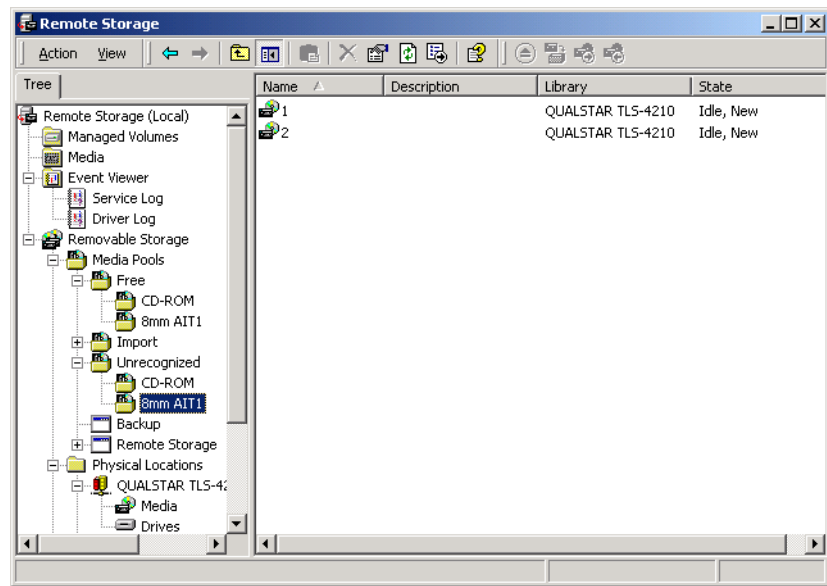 Remote Storage
Action View
Tree
Name Description Library State
Remote Storage (Local)
Managed Volumes
Media
Event Viewer
Service Log
Driver Log
Removable Storage
Media Pools
Free
CD-ROM
8mm AIT1
Import
Unrecognized
CD-ROM
8mm AIT1
Backup
Remote Storage
Physical Locations
QUALSTAR TLS-42
Media
Drives
1 QUALSTAR TLS-4210 Idle, New
2 QUALSTAR TLS-4210 Idle, New